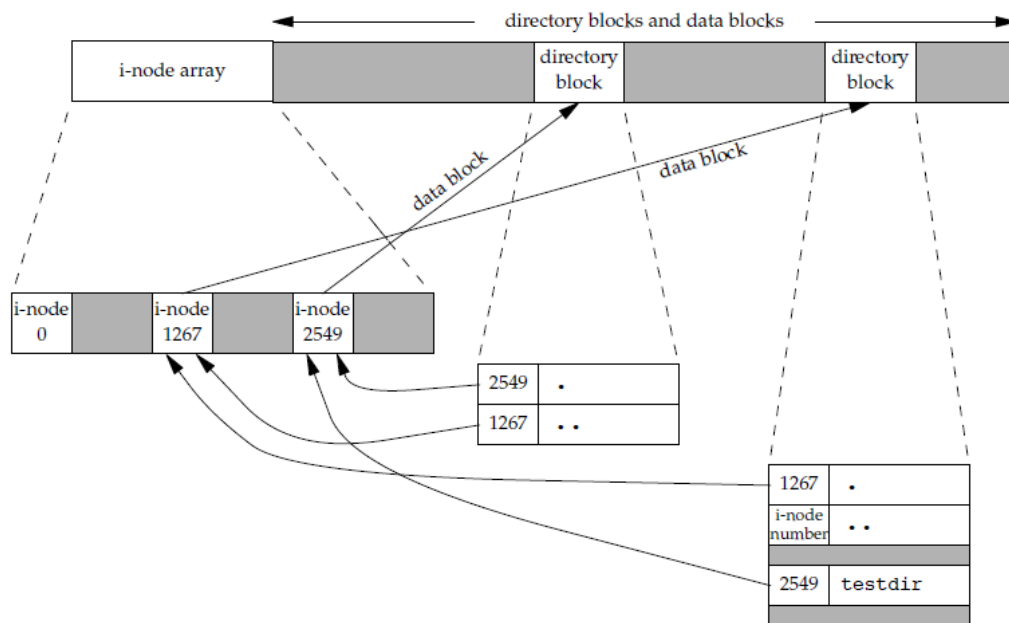 directory blocks and data blocks
i-node array
directory
block
directory
block
data block
data block
i-node
0
i-node
1267
i-node
2549
2549 .
1267 ..
1267 .
i-node
number ..
2549 testdir